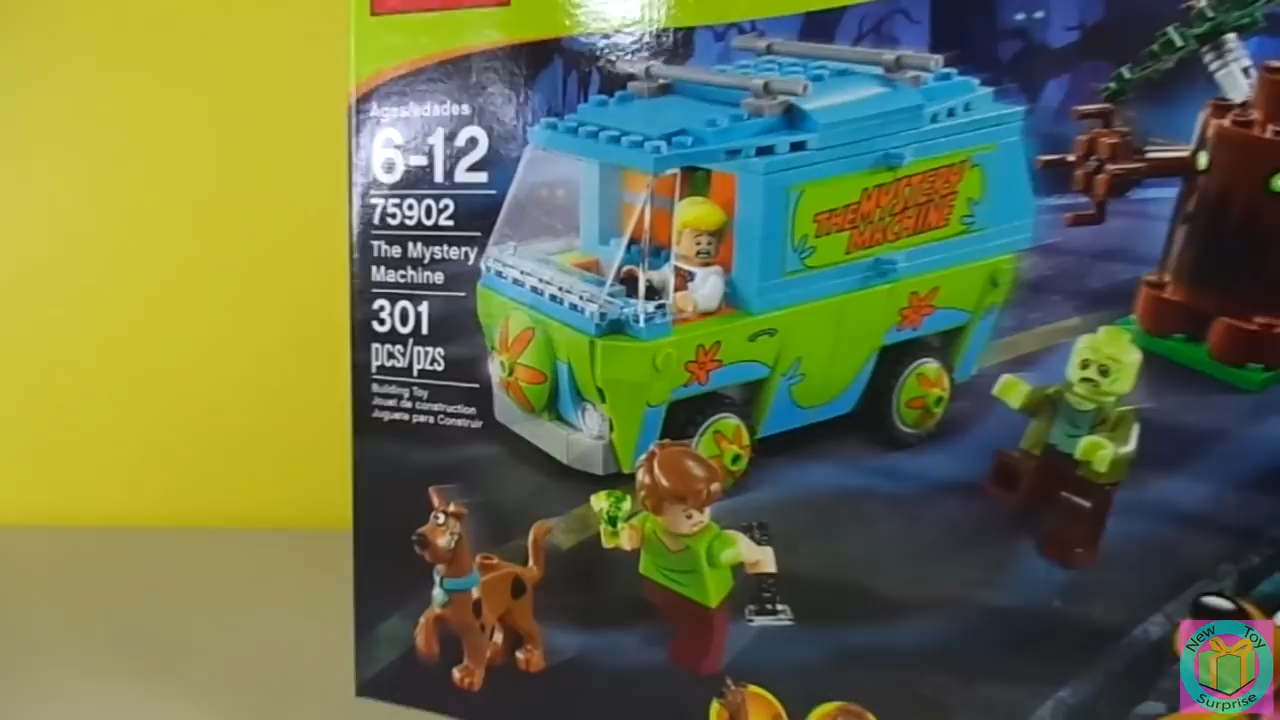 Ages/edades
6-12
75902
The Mystery
Machine
301
pcs/pzs
Building Toy
Jouet de construction
Juguete para Construir
THE MYSTERY
MACHINE
New Toy
Surprise